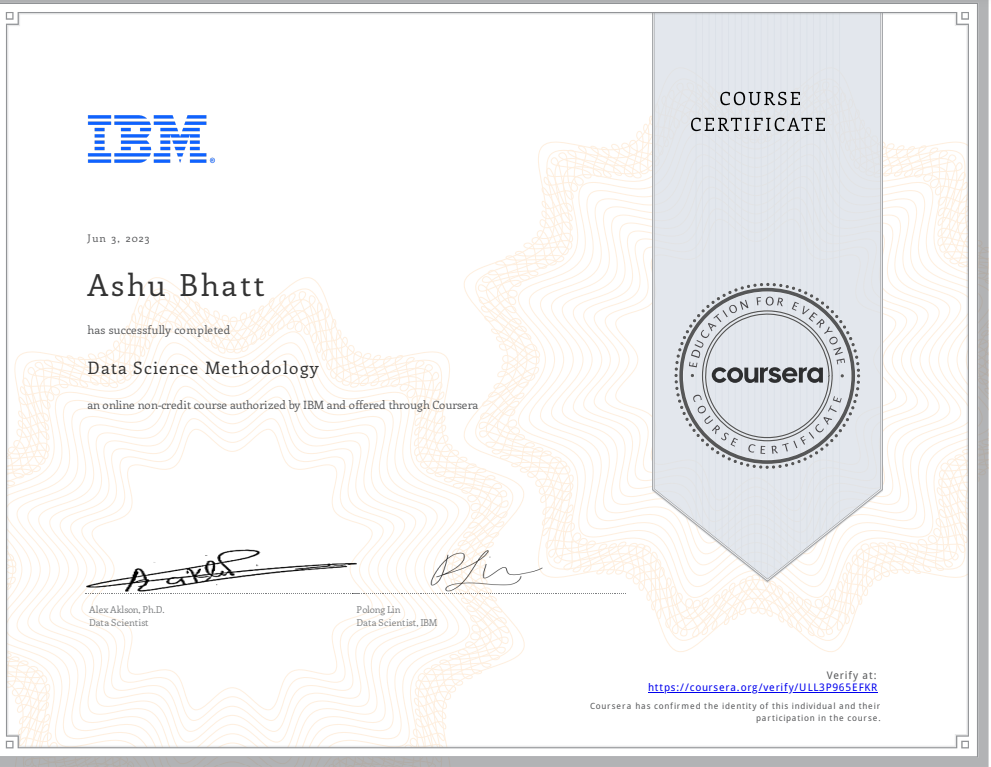 COURSE
CERTIFICATE
IBM®
Jun 3, 2023
Ashu Bhatt
has successfully completed
Data Science Methodology
an online non-credit course authorized by IBM and offered through Coursera
EDUCATION FOR EVERYONE
coursera
COURSE CERTIFICATE
Alex Aklson, Ph.D.
Data Scientist
Polong Lin
Data Scientist, IBM
Verify at:
https://coursera.org/verify/ULL3P965EFKR
Coursera has confirmed the identity of this individual and their
participation in the course.